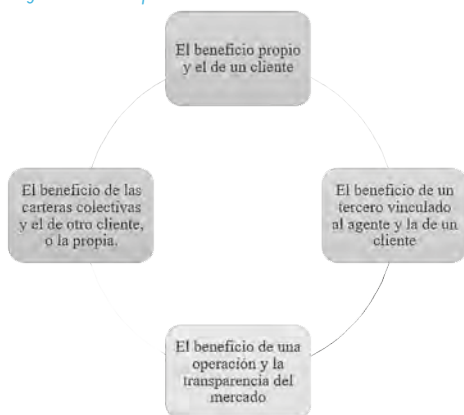 El beneficio propio
y el de un cliente
El beneficio de las
carteras colectivas
y el de otro cliente,
o la propia.
El beneficio de un
tercero vinculado
al agente y la de un
cliente
El beneficio de una
operación y la
transparencia del
mercado